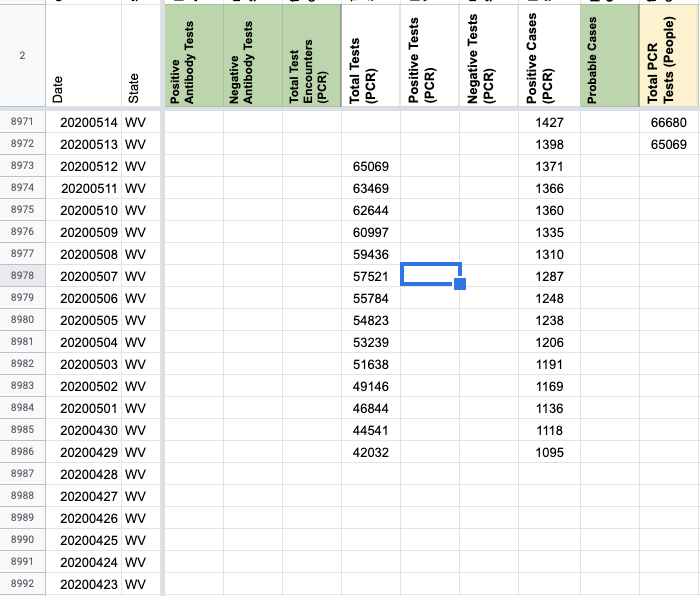 2 Date State Positive Antibody Tests Negative Antibody Tests Total Test Encounters (PCR) Total Tests (PCR) Positive Tests (PCR) Negative Tests (PCR) Positive Cases (PCR) Probable Cases Total PCR Tests (People)
8971 20200514 WV 1427 66680
8972 20200513 WV 1398 65069
8973 20200512 WV 65069 1371
8974 20200511 WV 63469 1366
8975 20200510 WV 62644 1360
8976 20200509 WV 60997 1335
8977 20200508 WV 59436 1310
8978 20200507 WV 57521 1287
8979 20200506 WV 55784 1248
8980 20200505 WV 54823 1238
8981 20200504 WV 53239 1206
8982 20200503 WV 51638 1191
8983 20200502 WV 49146 1169
8984 20200501 WV 46844 1136
8985 20200430 WV 44541 1118
8986 20200429 WV 42032 1095
8987 20200428 WV
8988 20200427 WV
8989 20200426 WV
8990 20200425 WV
8991 20200424 WV
8992 20200423 WV